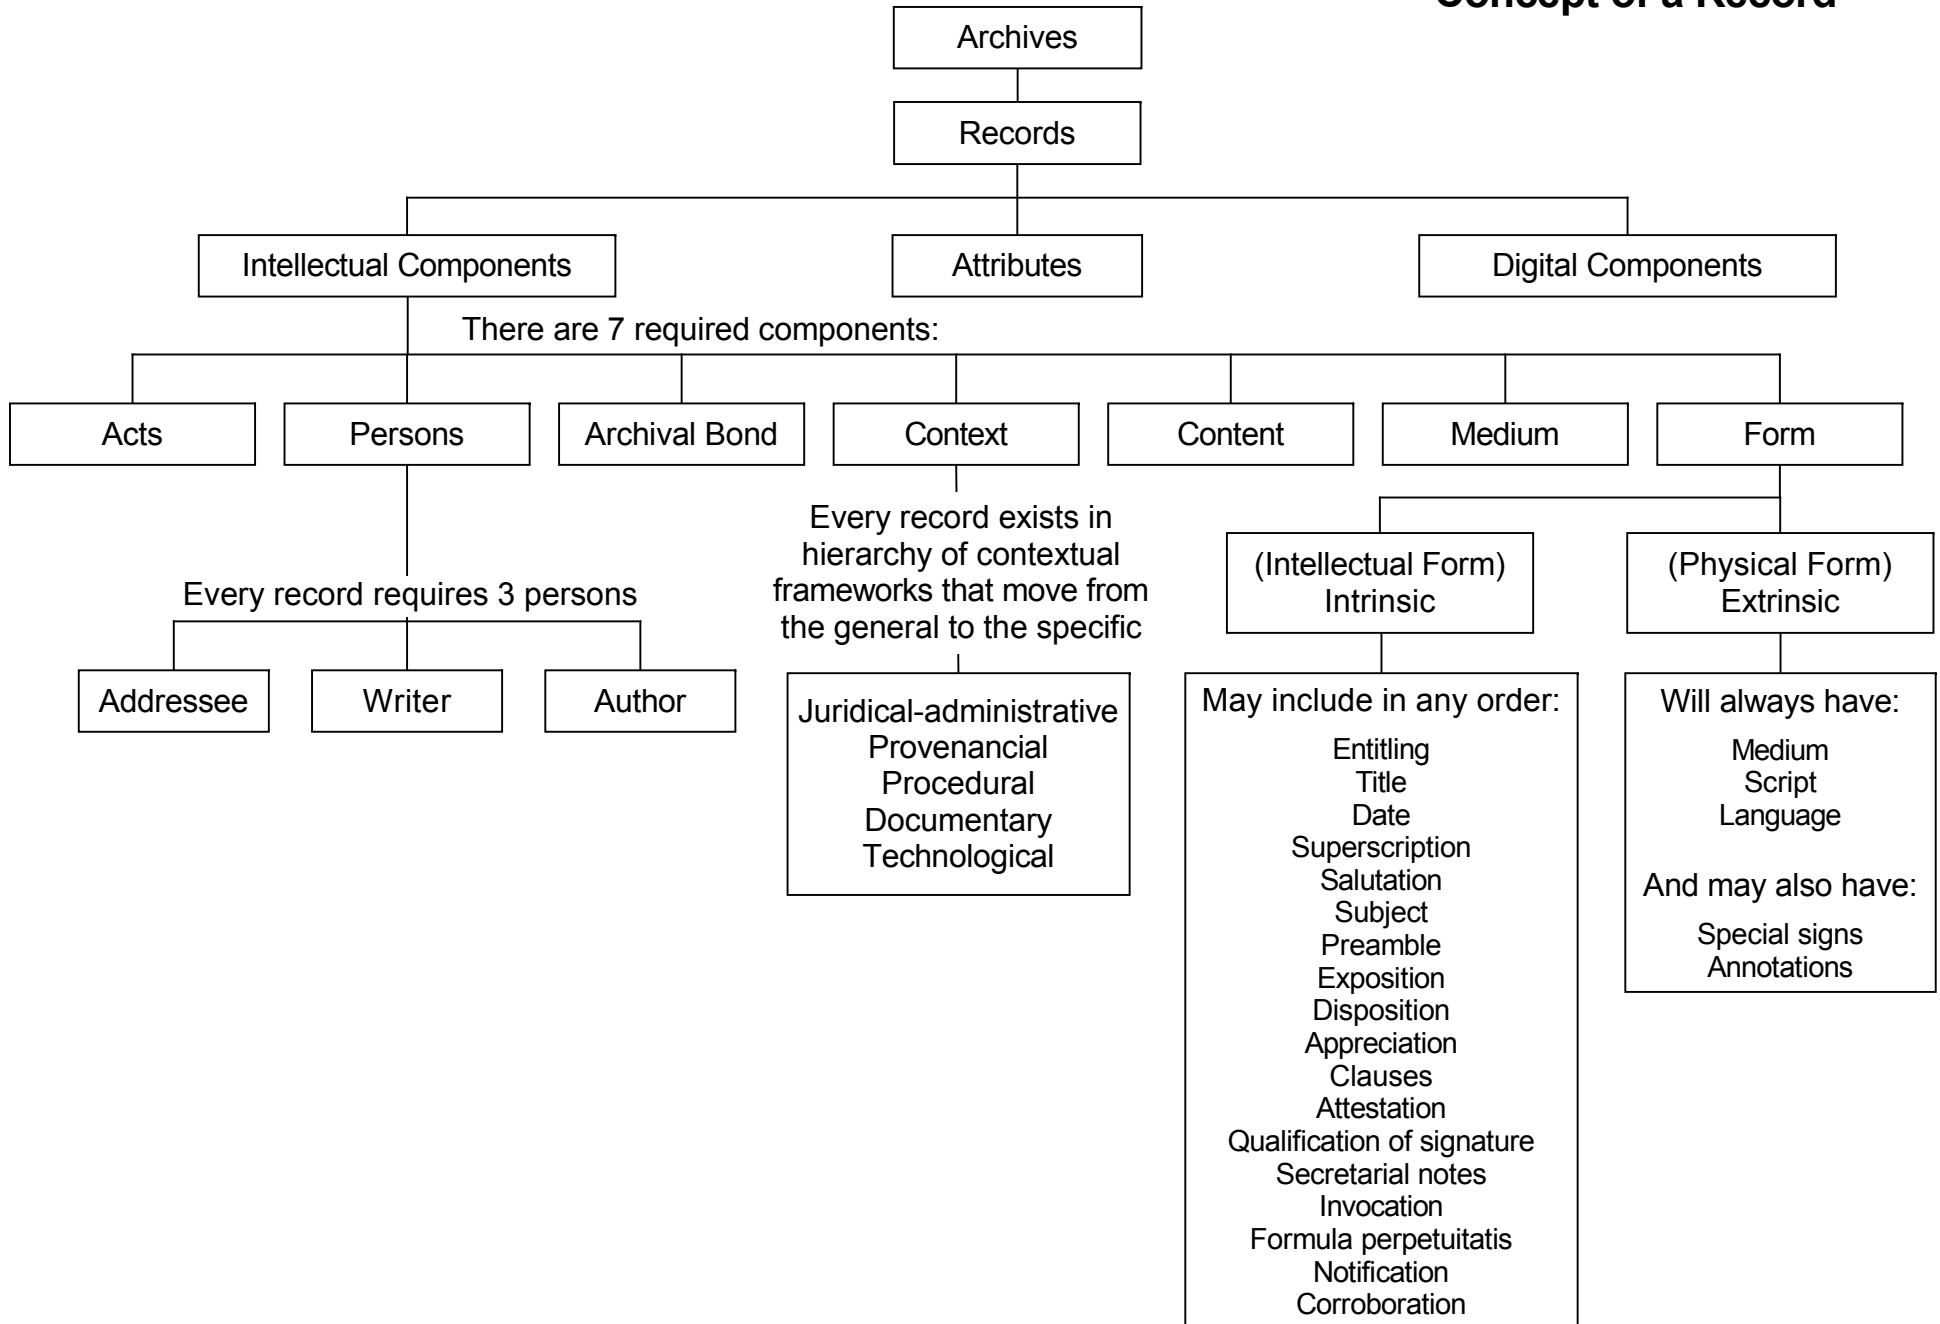 Concept of a Record
Archives
Records
Intellectual Components
Attributes
Digital Components
There are 7 required components:
Acts
Persons
Archival Bond
Context
Content
Medium
Form
Every record requires 3 persons
Addressee
Writer
Author
Every record exists in
hierarchy of contextual
frameworks that move from
the general to the specific
Juridical-administrative
Provenancial
Procedural
Documentary
Technological
(Intellectual Form)
Intrinsic
May include in any order:
Entitling
Title
Date
Superscription
Salutation
Subject
Preamble
Exposition
Disposition
Appreciation
Clauses
Attestation
Qualification of signature
Secretarial notes
Invocation
Formula perpetuitatis
Notification
Corroboration
(Physical Form)
Extrinsic
Will always have:
Medium
Script
Language
And may also have:
Special signs
Annotations